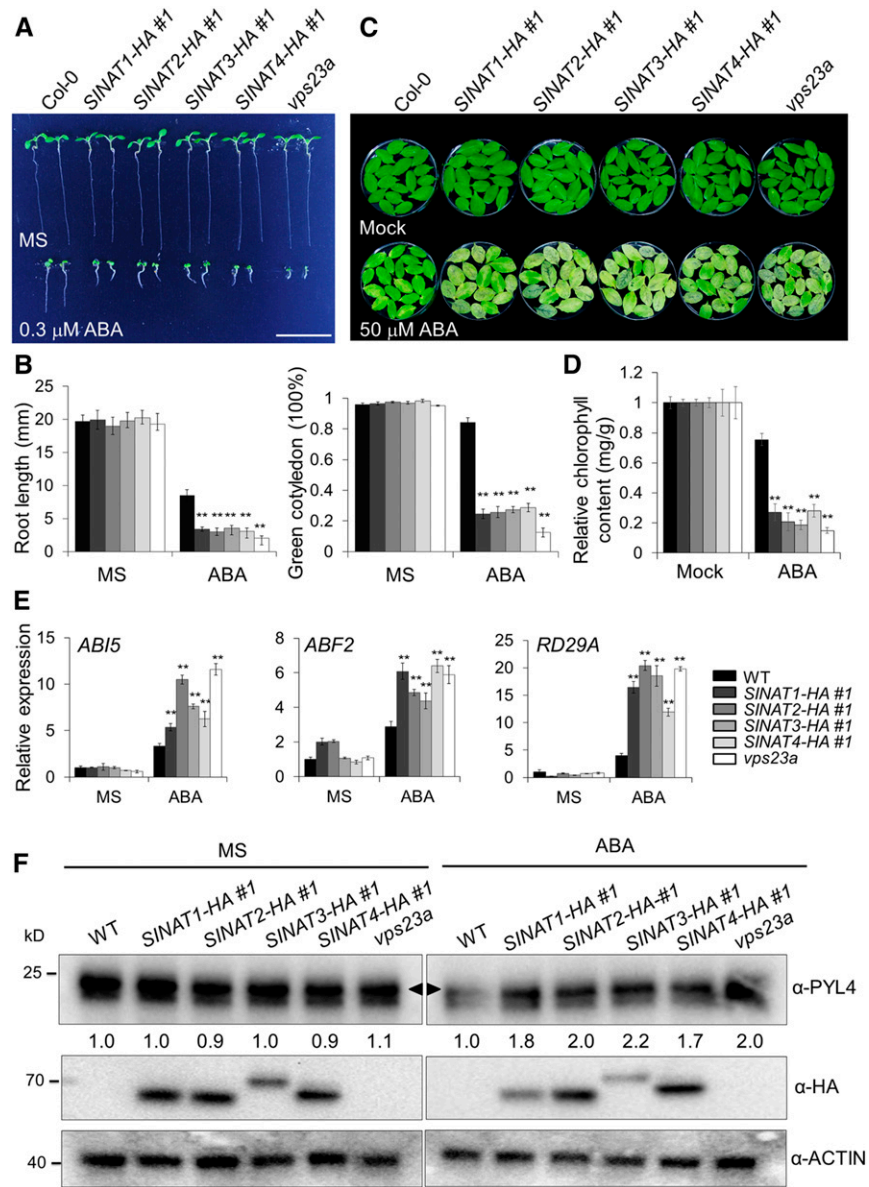 A
Col-0
SINAT1-HA #1
SINAT2-HA #1
SINAT3-HA #1
SINAT4-HA #1
vps23a
MS
0.3 μM ABA
C
Col-0
SINAT1-HA #1
SINAT2-HA #1
SINAT3-HA #1
SINAT4-HA #1
vps23a
Mock
50 μM ABA
B
Root length (mm)
25
20
15
10
5
0
** ** ** ** **
MS
ABA
Green cotyledon (100%)
1
0.8
0.6
0.4
0.2
0
** ** ** ** **
MS
ABA
D
Relative chlorophyll
content (mg/g)
1.2
1
0.8
0.6
0.4
0.2
0
** ** ** ** **
Mock
ABA
E
Relative expression
ABI5
15
10
5
0
** ** ** ** **
MS
ABA
ABF2
8
6
4
2
0
** ** ** ** **
MS
ABA
RD29A
25
20
15
10
5
0
** ** ** ** **
MS
ABA
WT
SINAT1-HA #1
SINAT2-HA #1
SINAT3-HA #1
SINAT4-HA #1
vps23a
F
MS
ABA
kD
WT
SINAT1-HA #1
SINAT2-HA #1
SINAT3-HA #1
SINAT4-HA #1
vps23a
WT
SINAT1-HA #1
SINAT2-HA-#1
SINAT3-HA #1
SINAT4-HA #1
vps23a
25
α-PYL4
1.0 1.0 0.9 1.0 0.9 1.1 1.0 1.8 2.0 2.2 1.7 2.0
70
α-HA
40
α-ACTIN